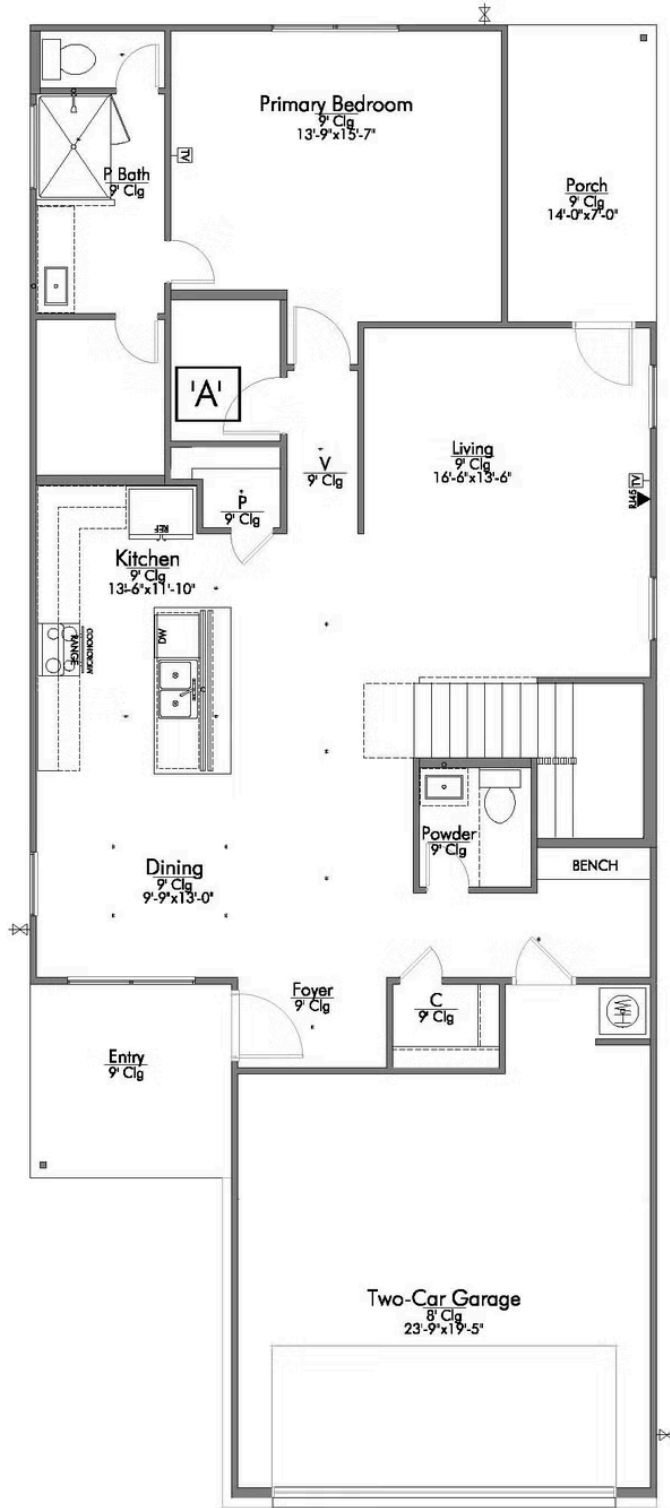 Primary Bedroom
9' Clg
13'-9"x15'-7"
TV
P Bath
9' Clg
Porch
9' Clg
14'-0"x7'-0"
'A'
V
9' Clg
Living
9' Clg
16'-6"x13'-6"
TV
RJ45
P
9' Clg
REF
Kitchen
9' Clg
13'-6"x11'-10"
DW
RANGE
Powder
9' Clg
BENCH
Dining
9' Clg
9'-9"x13'-0"
Foyer
9' Clg
C
9' Clg
WH
Entry
9' Clg
Two-Car Garage
8' Clg
23'-9"x19'-5"